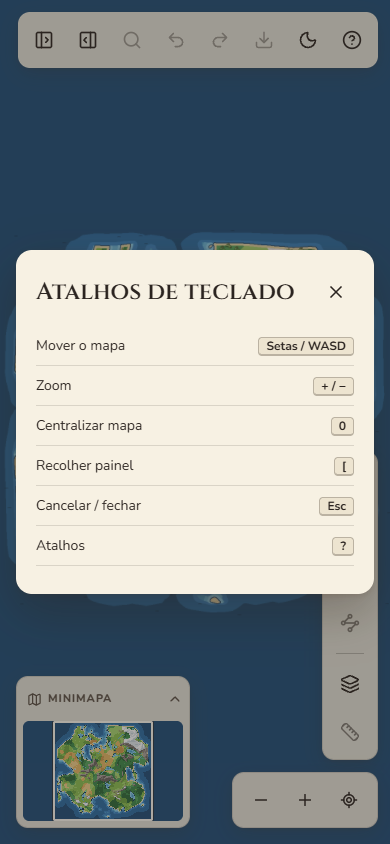 ATALHOS DE TECLADO
Mover o mapa Setas / WASD
Zoom + / −
Centralizar mapa 0
Recolher painel [
Cancelar / fechar Esc
Atalhos ?
MINIMAPA